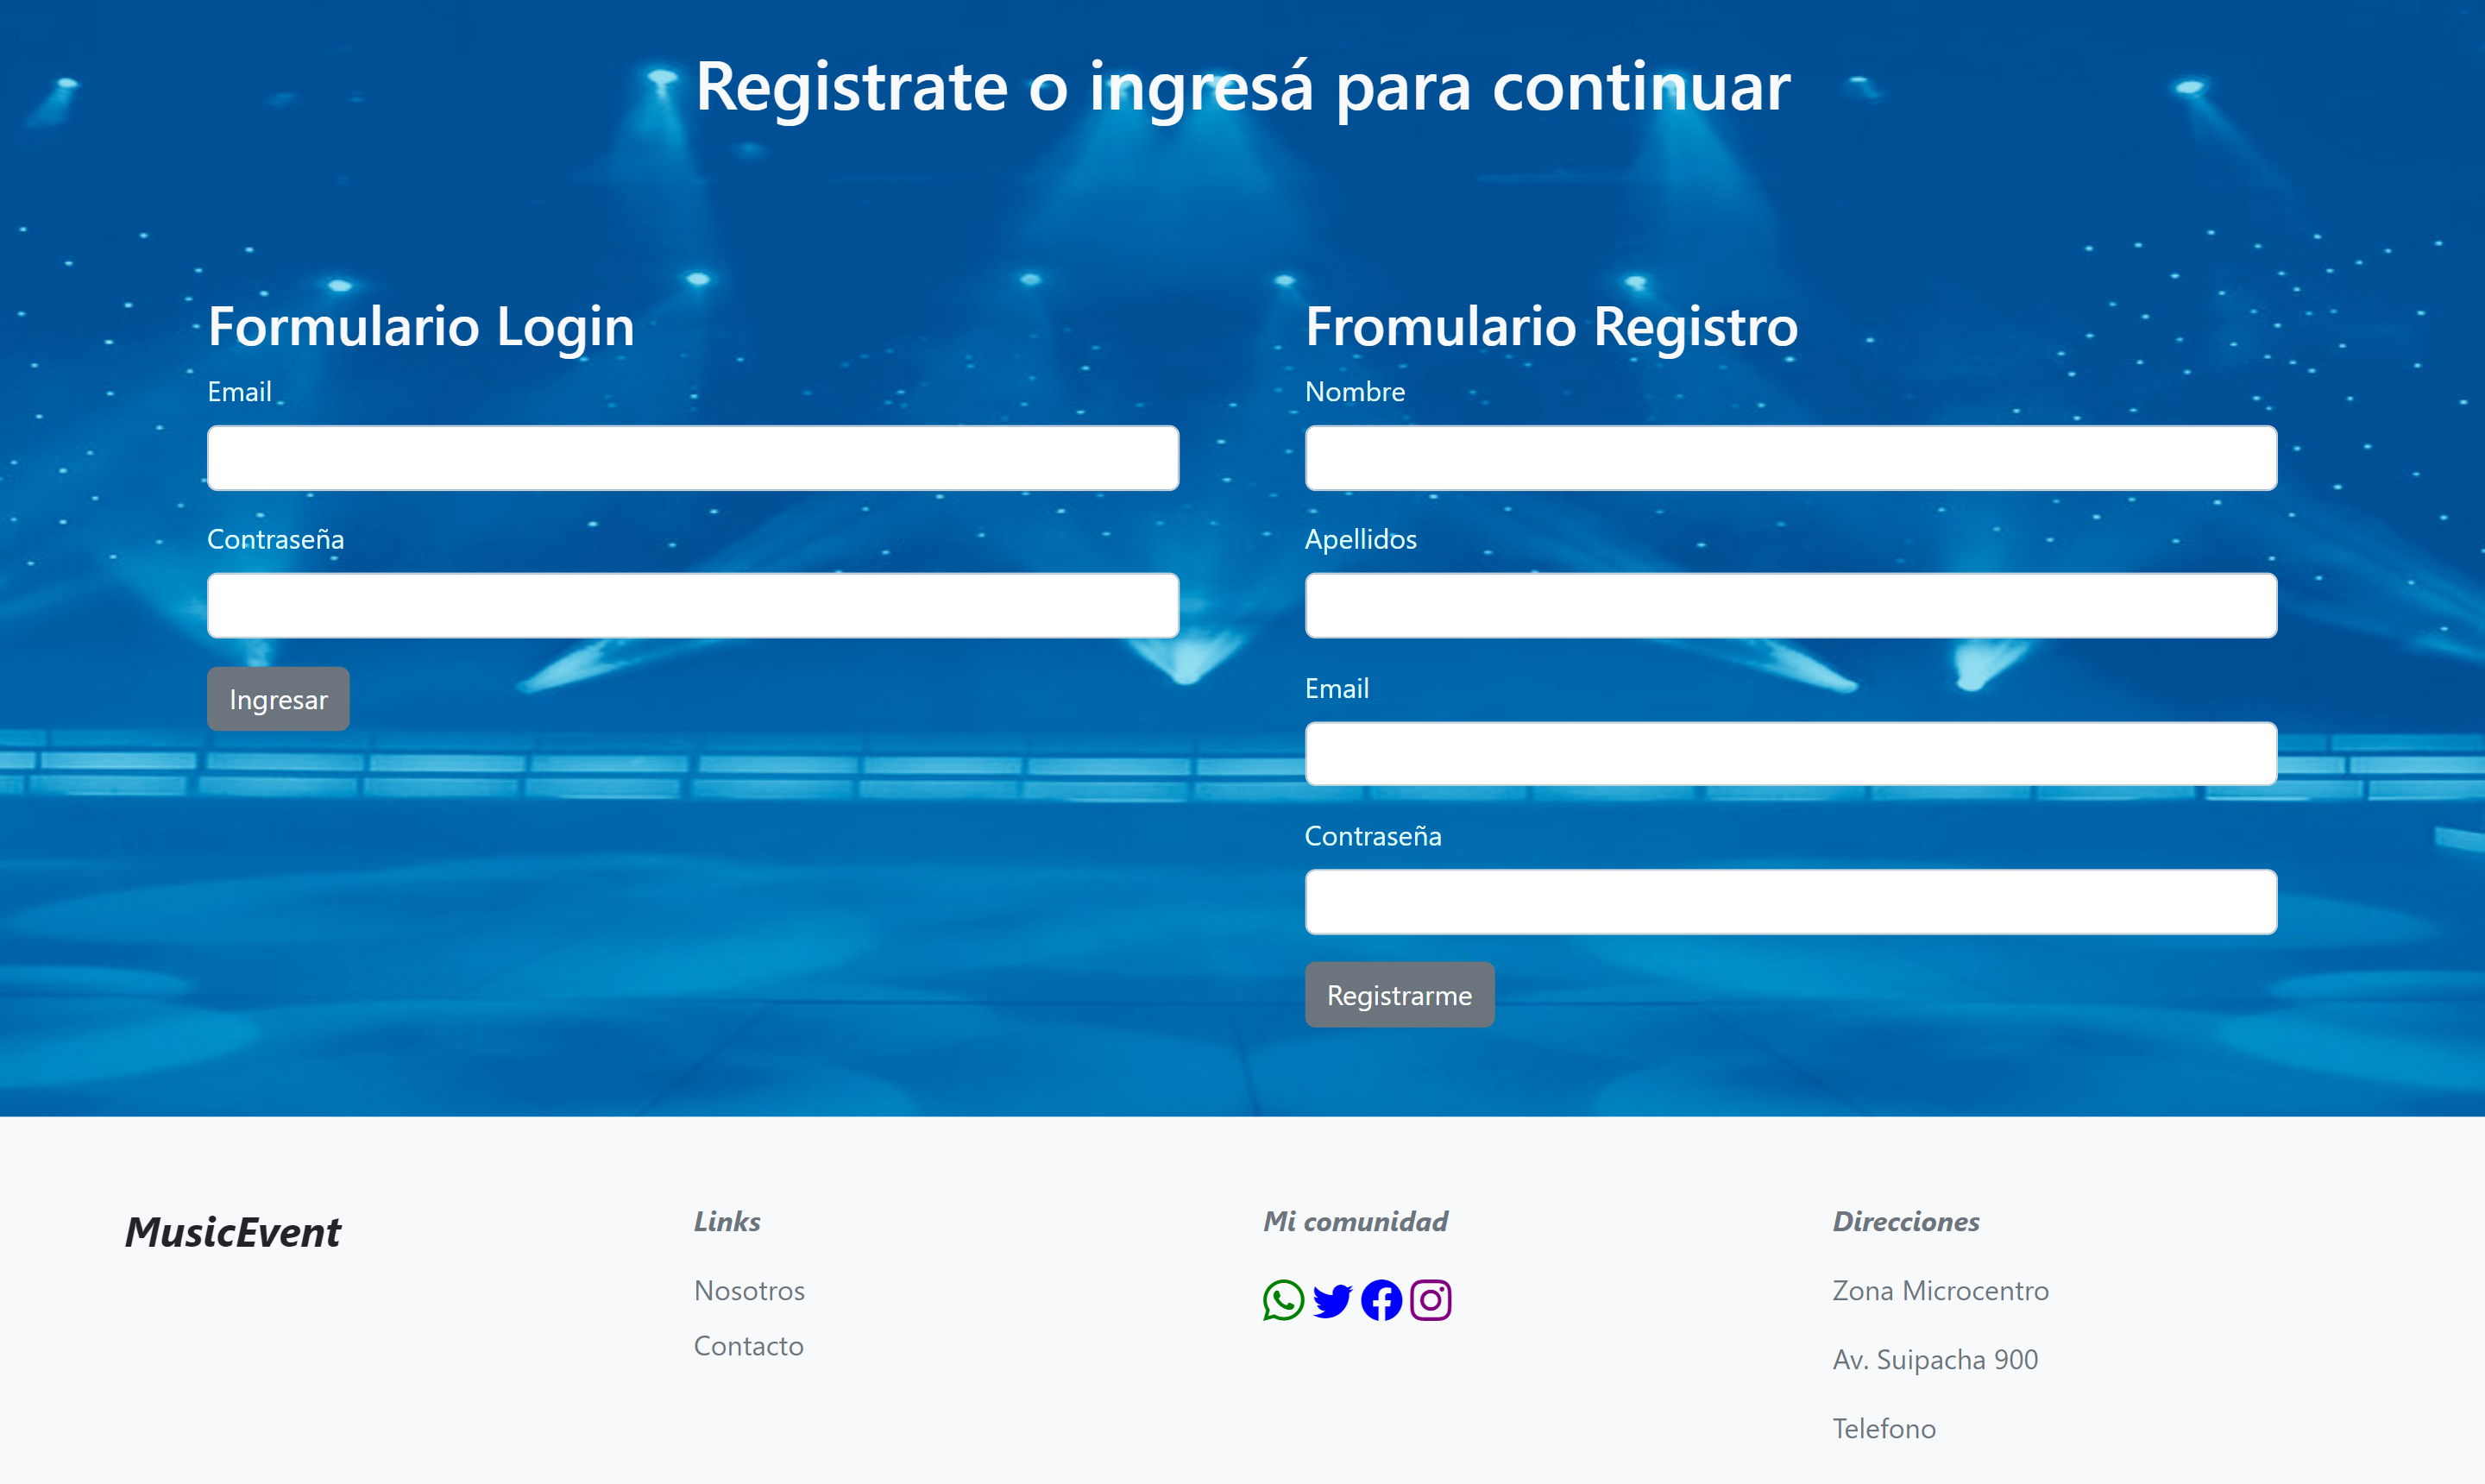 Registrate o ingresá para continuar
Formulario Login
Email
Contraseña
Ingresar
Fromulario Registro
Nombre
Apellidos
Email
Contraseña
Registrarme
MusicEvent
Links
Nosotros
Contacto
Mi comunidad
Direcciones
Zona Microcentro
Av. Suipacha 900
Telefono